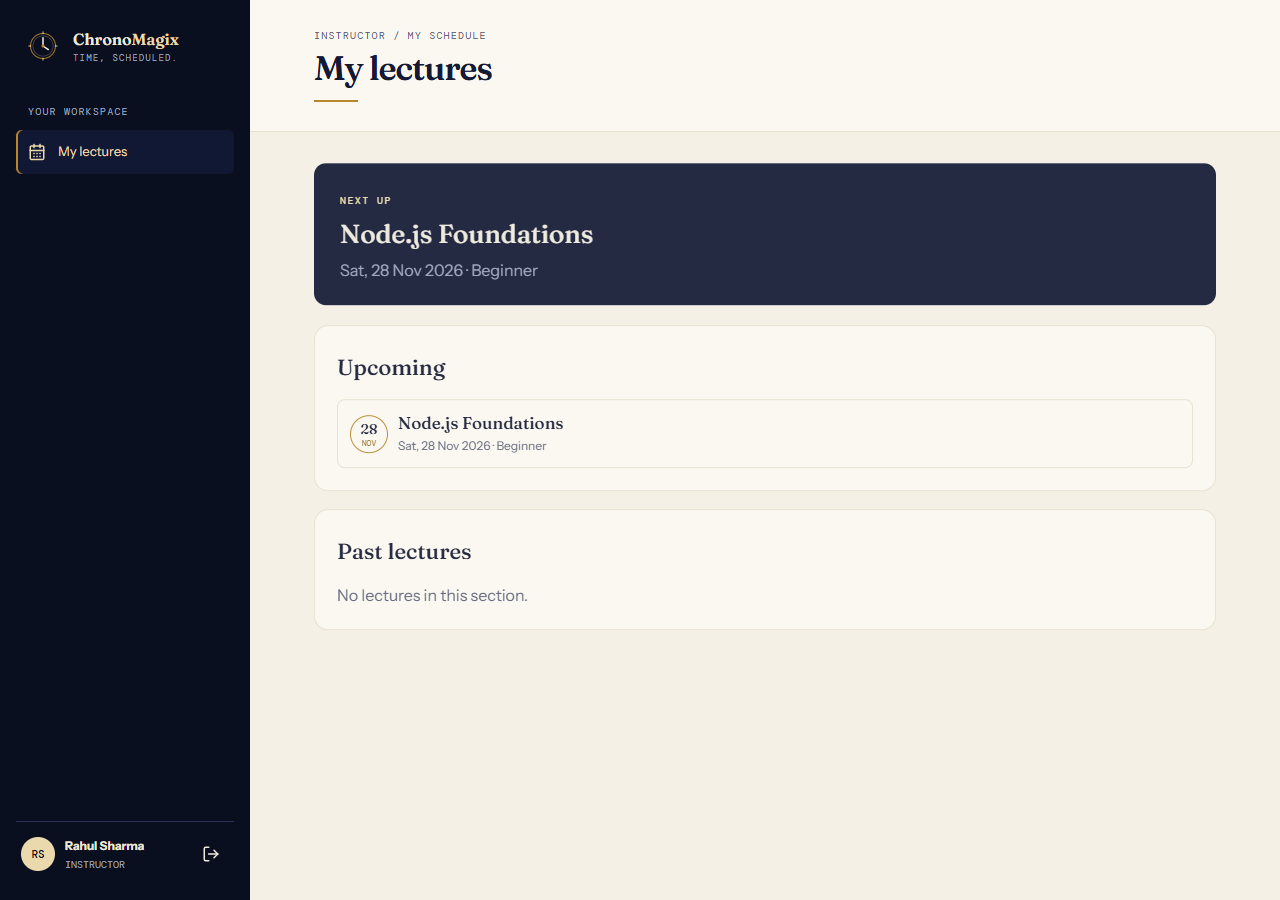 ChronoMagix
TIME, SCHEDULED.
YOUR WORKSPACE
My lectures
Rahul Sharma
RS
INSTRUCTOR
INSTRUCTOR / MY SCHEDULE
My lectures
NEXT UP
Node.js Foundations
Sat, 28 Nov 2026 · Beginner
Upcoming
28
NOV
Node.js Foundations
Sat, 28 Nov 2026 · Beginner
Past lectures
No lectures in this section.